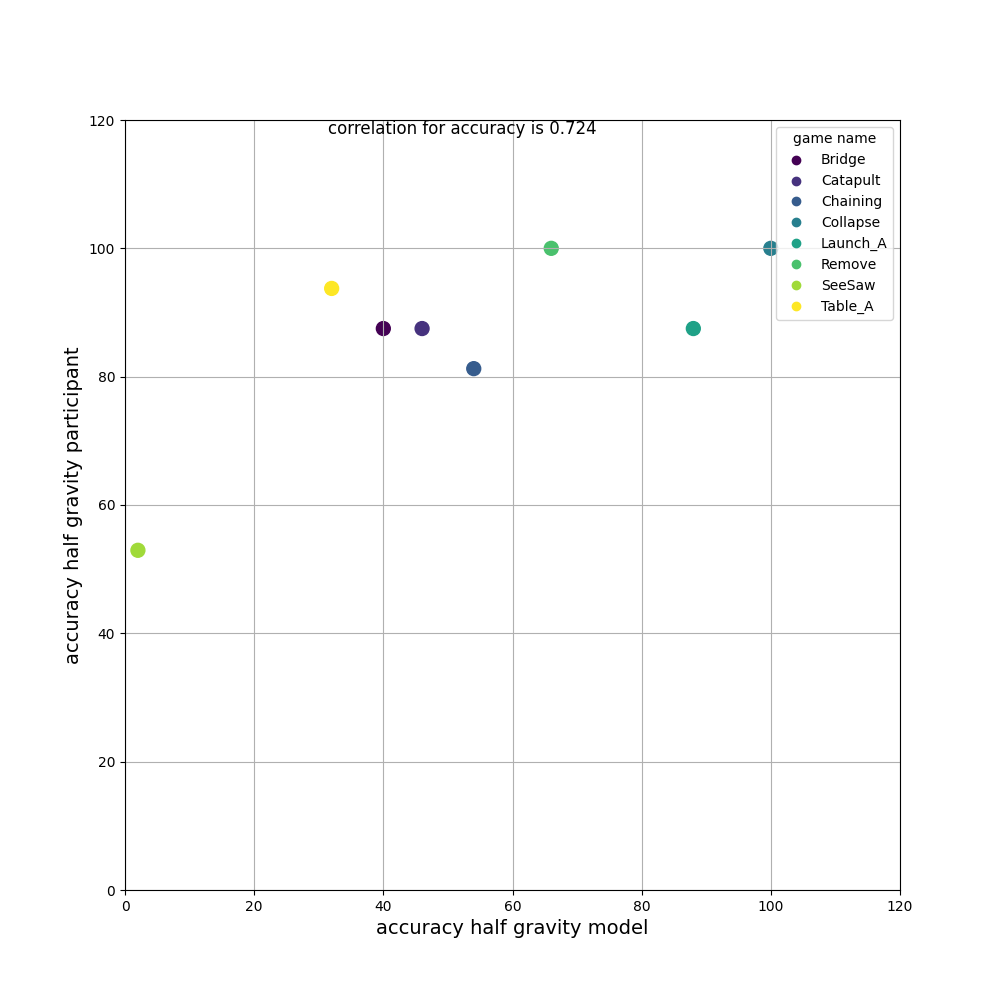 correlation for accuracy is 0.724
game name
Bridge
Catapult
Chaining
Collapse
Launch_A
Remove
SeeSaw
Table_A
accuracy half gravity participant
120
100
80
60
40
20
0
0 20 40 60 80 100 120
accuracy half gravity model